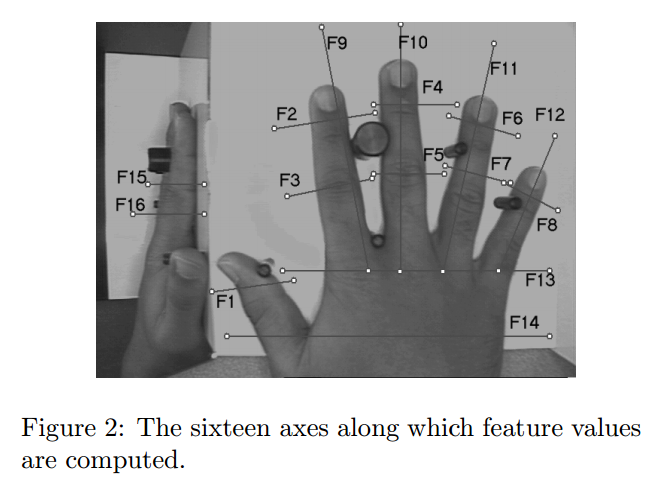 F9
F10
F11
F4
F2
F6
F12
F5
F7
F15
F3
F16
F8
F13
F1
F14
Figure 2: The sixteen axes along which feature values
are computed.